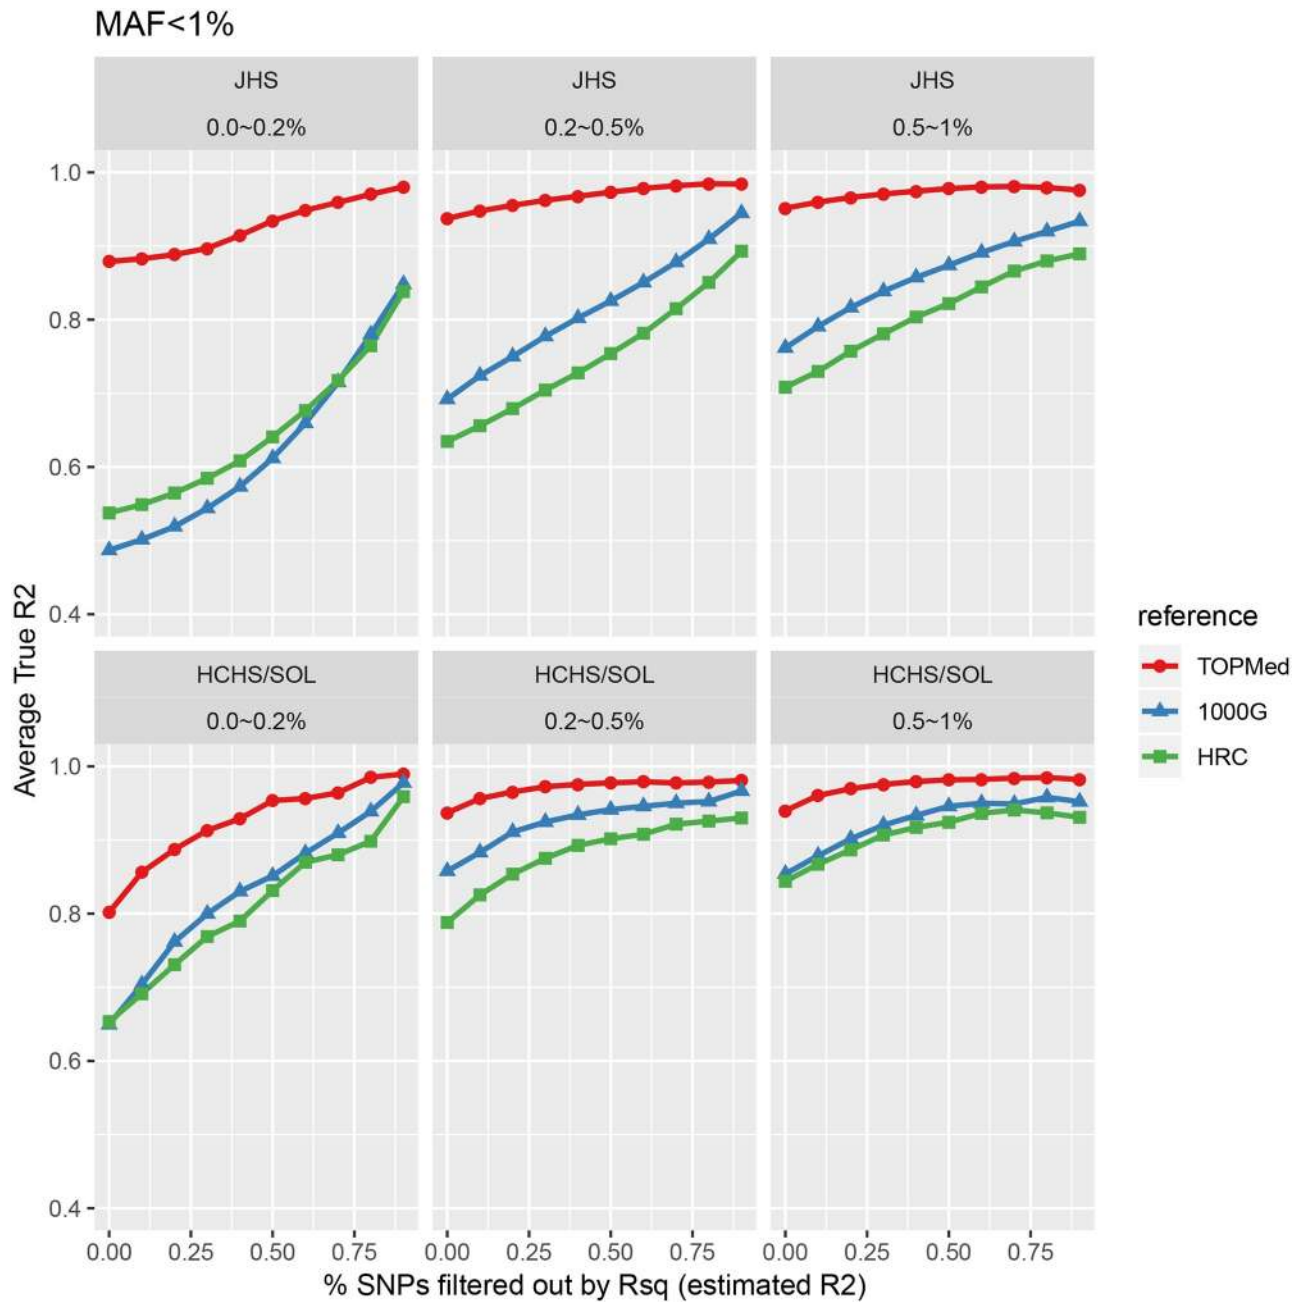 MAF<1%
JHS
0.0~0.2%
JHS
0.2~0.5%
JHS
0.5~1%
1.0
0.8
0.6
0.4
HCHS/SOL
0.0~0.2%
HCHS/SOL
0.2~0.5%
HCHS/SOL
0.5~1%
1.0
0.8
0.6
0.4
Average True R2
0.00 0.25 0.50 0.75
0.00 0.25 0.50 0.75
0.00 0.25 0.50 0.75
% SNPs filtered out by Rsq (estimated R2)
reference
TOPMed
1000G
HRC